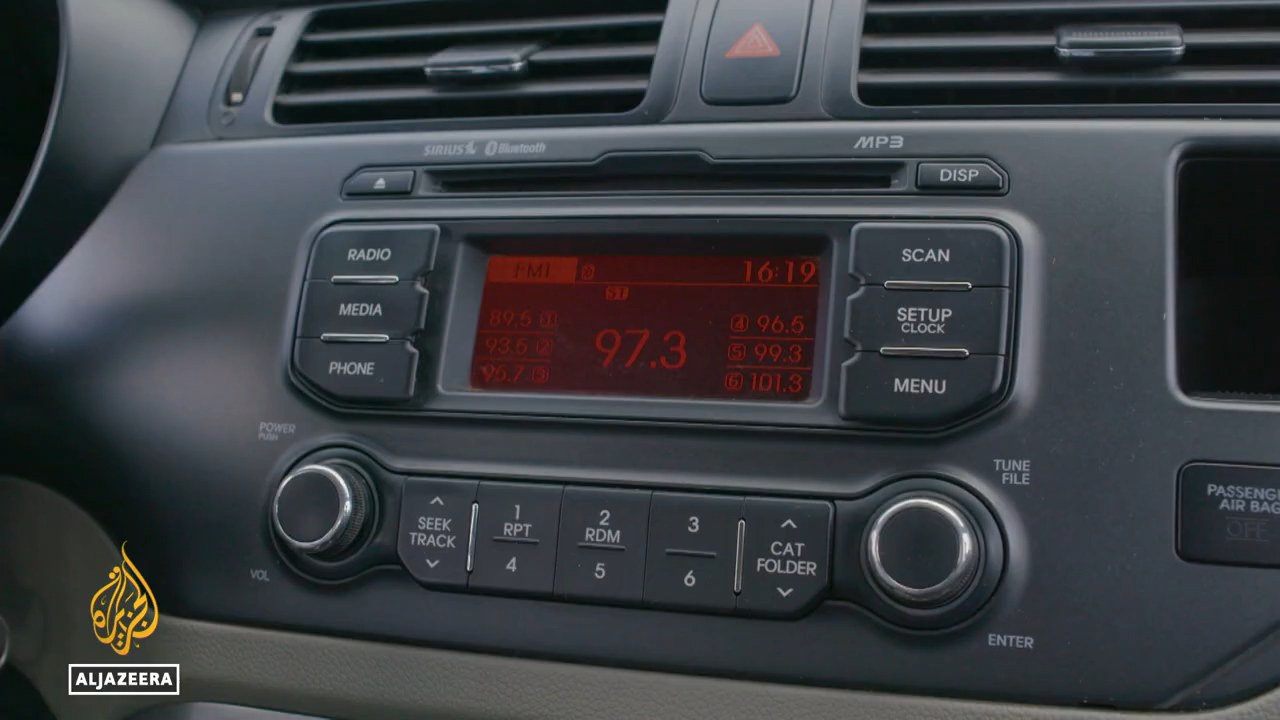 SIRIUS Bluetooth
MP3
DISP
RADIO
MEDIA
PHONE
FM1
16:19
ST
89.5 1
93.5 2
95.7 3
97.3
4 96.5
5 99.3
6 101.3
SCAN
SETUP
CLOCK
MENU
POWER
PUSH
VOL
SEEK
TRACK
1
RPT
4
2
RDM
5
3
6
CAT
FOLDER
TUNE
FILE
ENTER
PASSENGE
AIR BAG
OFF
الجزيرة
ALJAZEERA